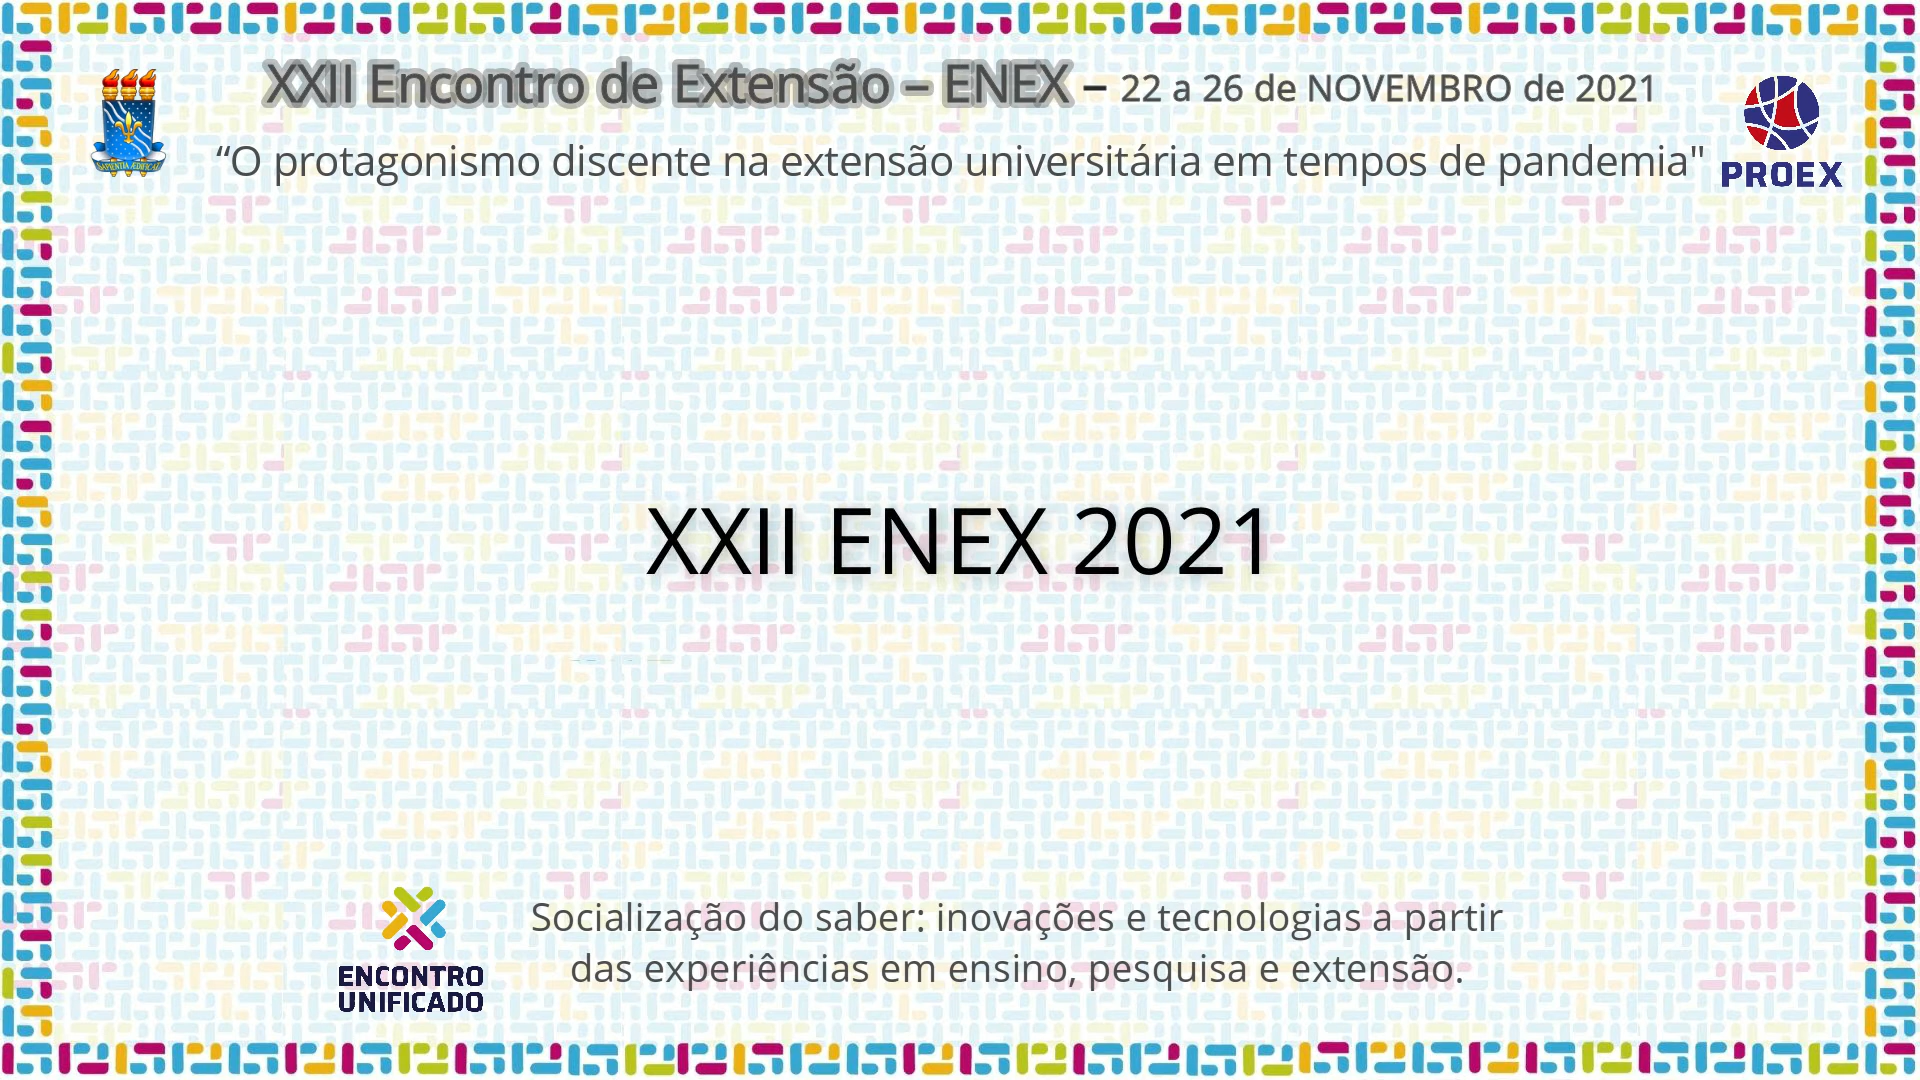 XXII Encontro de Extensão – ENEX – 22 a 26 de NOVEMBRO de 2021
“O protagonismo discente na extensão universitária em tempos de pandemia"
SAPIENTIA ÆDIFICAT
PROEX
XXII ENEX 2021
Socialização do saber: inovações e tecnologias a partir
das experiências em ensino, pesquisa e extensão.
ENCONTRO
UNIFICADO